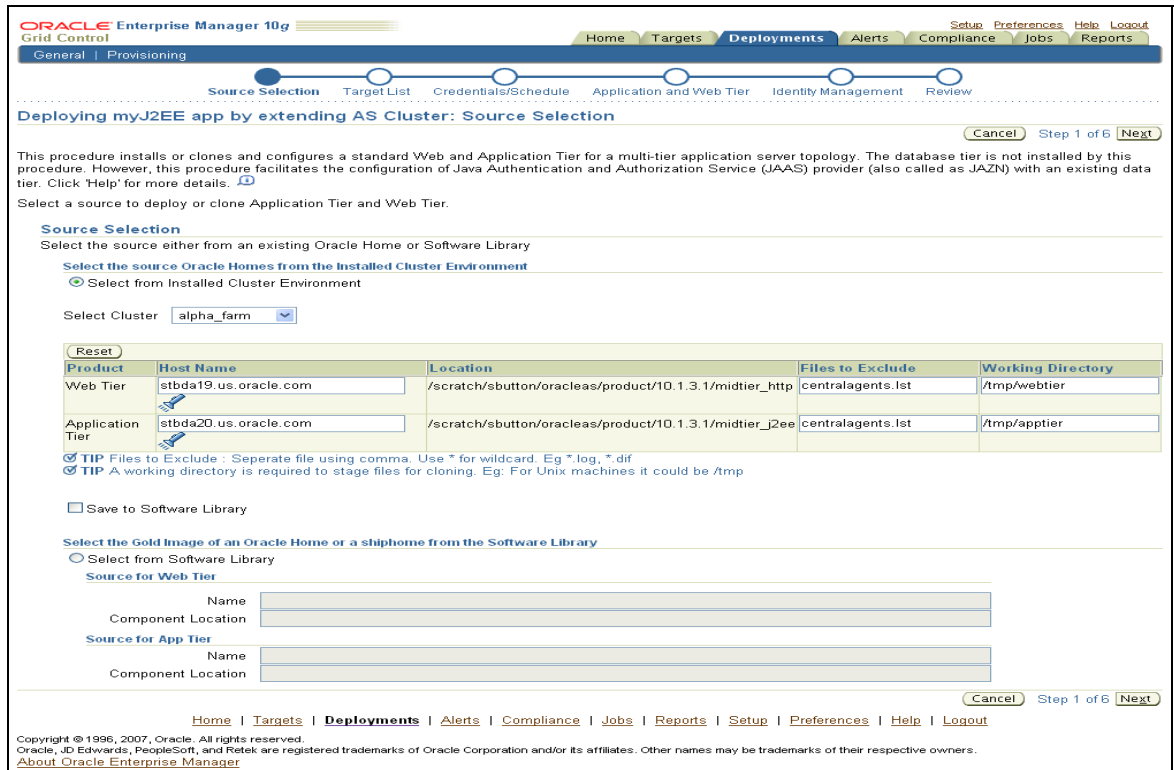 ORACLE Enterprise Manager 10g
Grid Control
Setup Preferences Help Logout
Home Targets Deployments Alerts Compliance Jobs Reports
General | Provisioning
Source Selection Target List Credentials/Schedule Application and Web Tier Identity Management Review
Deploying myJ2EE app by extending AS Cluster: Source Selection
Cancel Step 1 of 6 Next
This procedure installs or clones and configures a standard Web and Application Tier for a multi-tier application server topology. The database tier is not installed by this
procedure. However, this procedure facilitates the configuration of Java Authentication and Authorization Service (JAAS) provider (also called as JAZN) with an existing data
tier. Click 'Help' for more details.
Select a source to deploy or clone Application Tier and Web Tier.
Source Selection
Select the source either from an existing Oracle Home or Software Library
Select the source Oracle Homes from the Installed Cluster Environment
Select from Installed Cluster Environment
Select Cluster alpha_farm
Reset
Product Host Name Location Files to Exclude Working Directory
Web Tier stbda19.us.oracle.com /scratch/sbutton/oracleas/product/10.1.3.1/midtier_http centralagents.lst /tmp/webtier
Application Tier stbda20.us.oracle.com /scratch/sbutton/oracleas/product/10.1.3.1/midtier_j2ee centralagents.lst /tmp/apptier
TIP Files to Exclude : Seperate file using comma. Use * for wildcard. Eg *.log, *.dif
TIP A working directory is required to stage files for cloning. Eg: For Unix machines it could be /tmp
Save to Software Library
Select the Gold Image of an Oracle Home or a shiphome from the Software Library
Select from Software Library
Source for Web Tier
Name
Component Location
Source for App Tier
Name
Component Location
Cancel Step 1 of 6 Next
Home | Targets | Deployments | Alerts | Compliance | Jobs | Reports | Setup | Preferences | Help | Logout
Copyright © 1996, 2007, Oracle. All rights reserved.
Oracle, JD Edwards, PeopleSoft, and Retek are registered trademarks of Oracle Corporation and/or its affiliates. Other names may be trademarks of their respective owners.
About Oracle Enterprise Manager